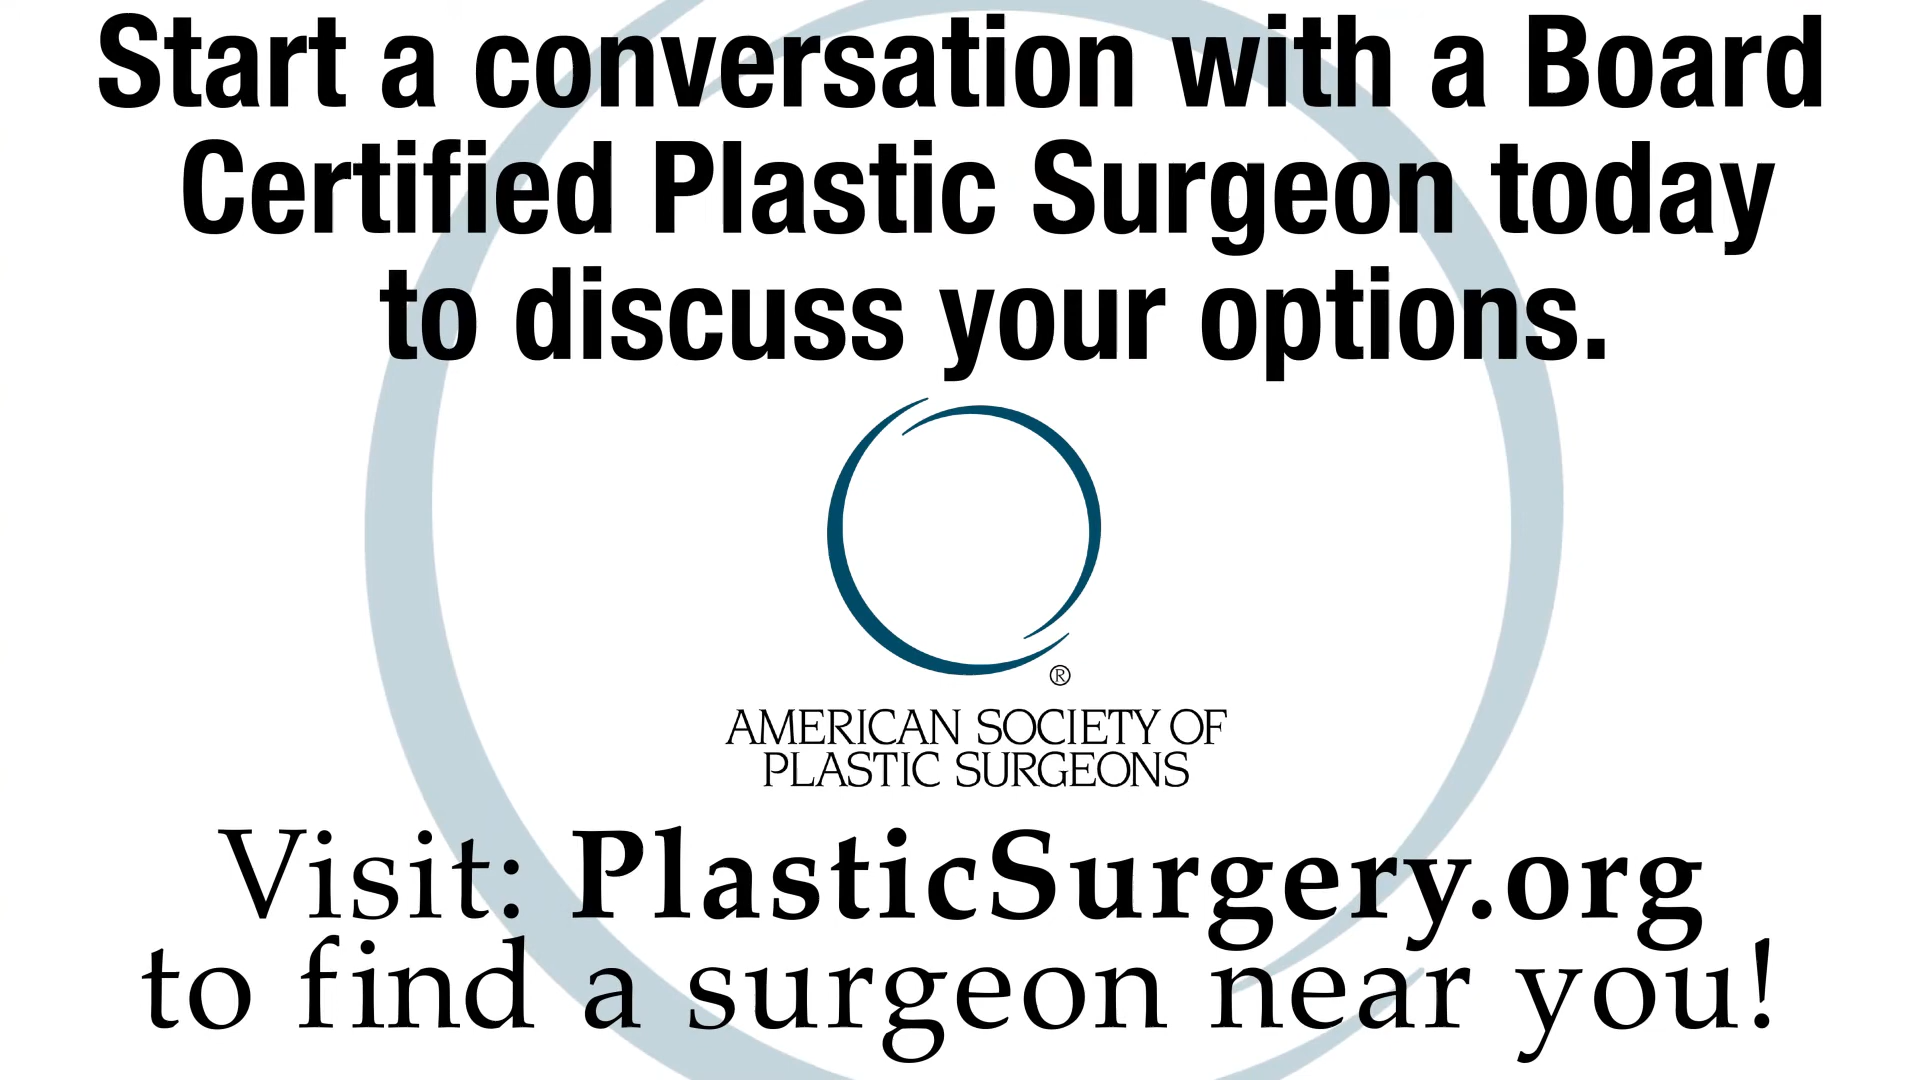 Start a conversation with a Board
Certified Plastic Surgeon today
to discuss your options.
®
AMERICAN SOCIETY OF
PLASTIC SURGEONS
Visit: PlasticSurgery.org
to find a surgeon near you!